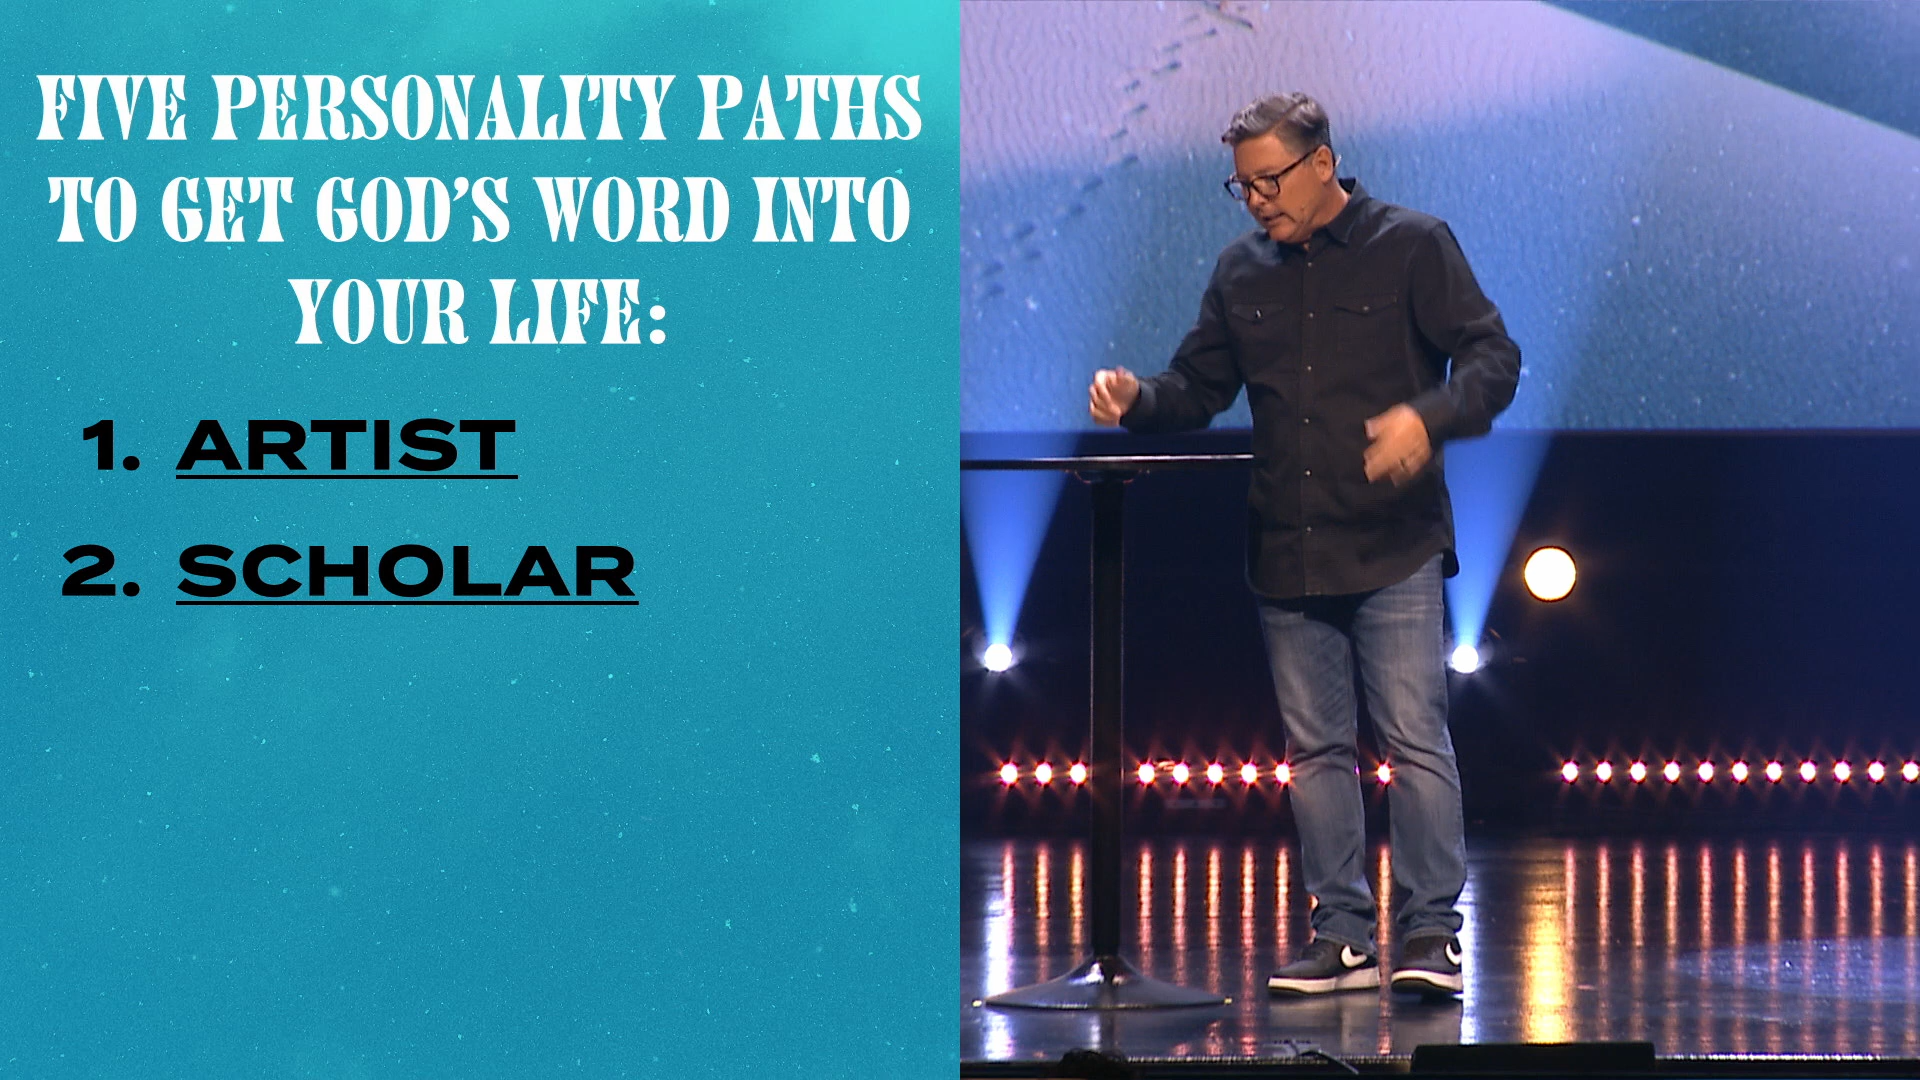 FIVE PERSONALITY PATHS
TO GET GOD'S WORD INTO
YOUR LIFE:
1. ARTIST
2. SCHOLAR